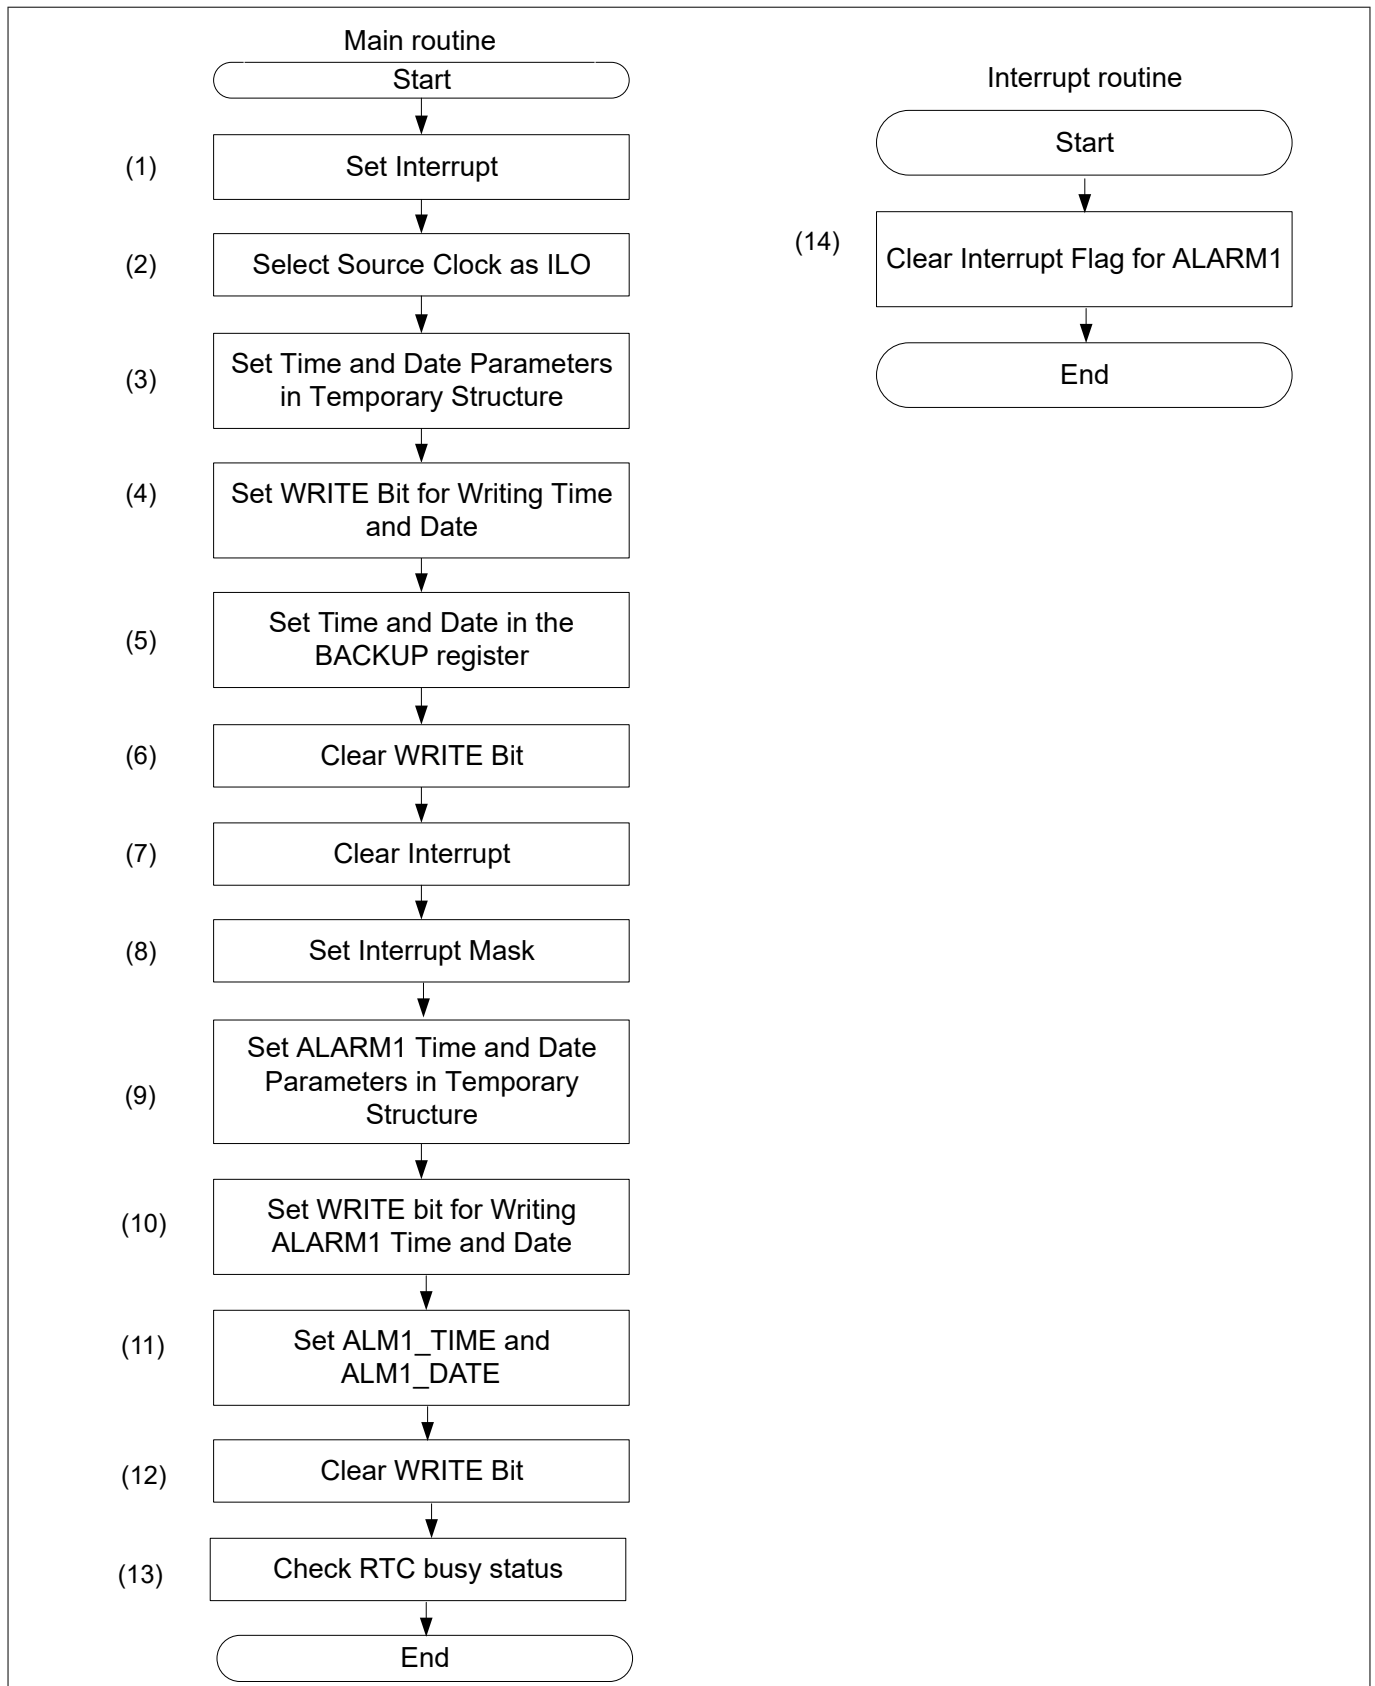 Main routine
Start
(1)
Set Interrupt
(2)
Select Source Clock as ILO
(3)
Set Time and Date Parameters
in Temporary Structure
(4)
Set WRITE Bit for Writing Time
and Date
(5)
Set Time and Date in the
BACKUP register
(6)
Clear WRITE Bit
(7)
Clear Interrupt
(8)
Set Interrupt Mask
(9)
Set ALARM1 Time and Date
Parameters in Temporary
Structure
(10)
Set WRITE bit for Writing
ALARM1 Time and Date
(11)
Set ALM1_TIME and
ALM1_DATE
(12)
Clear WRITE Bit
(13)
Check RTC busy status
End
Interrupt routine
Start
(14)
Clear Interrupt Flag for ALARM1
End